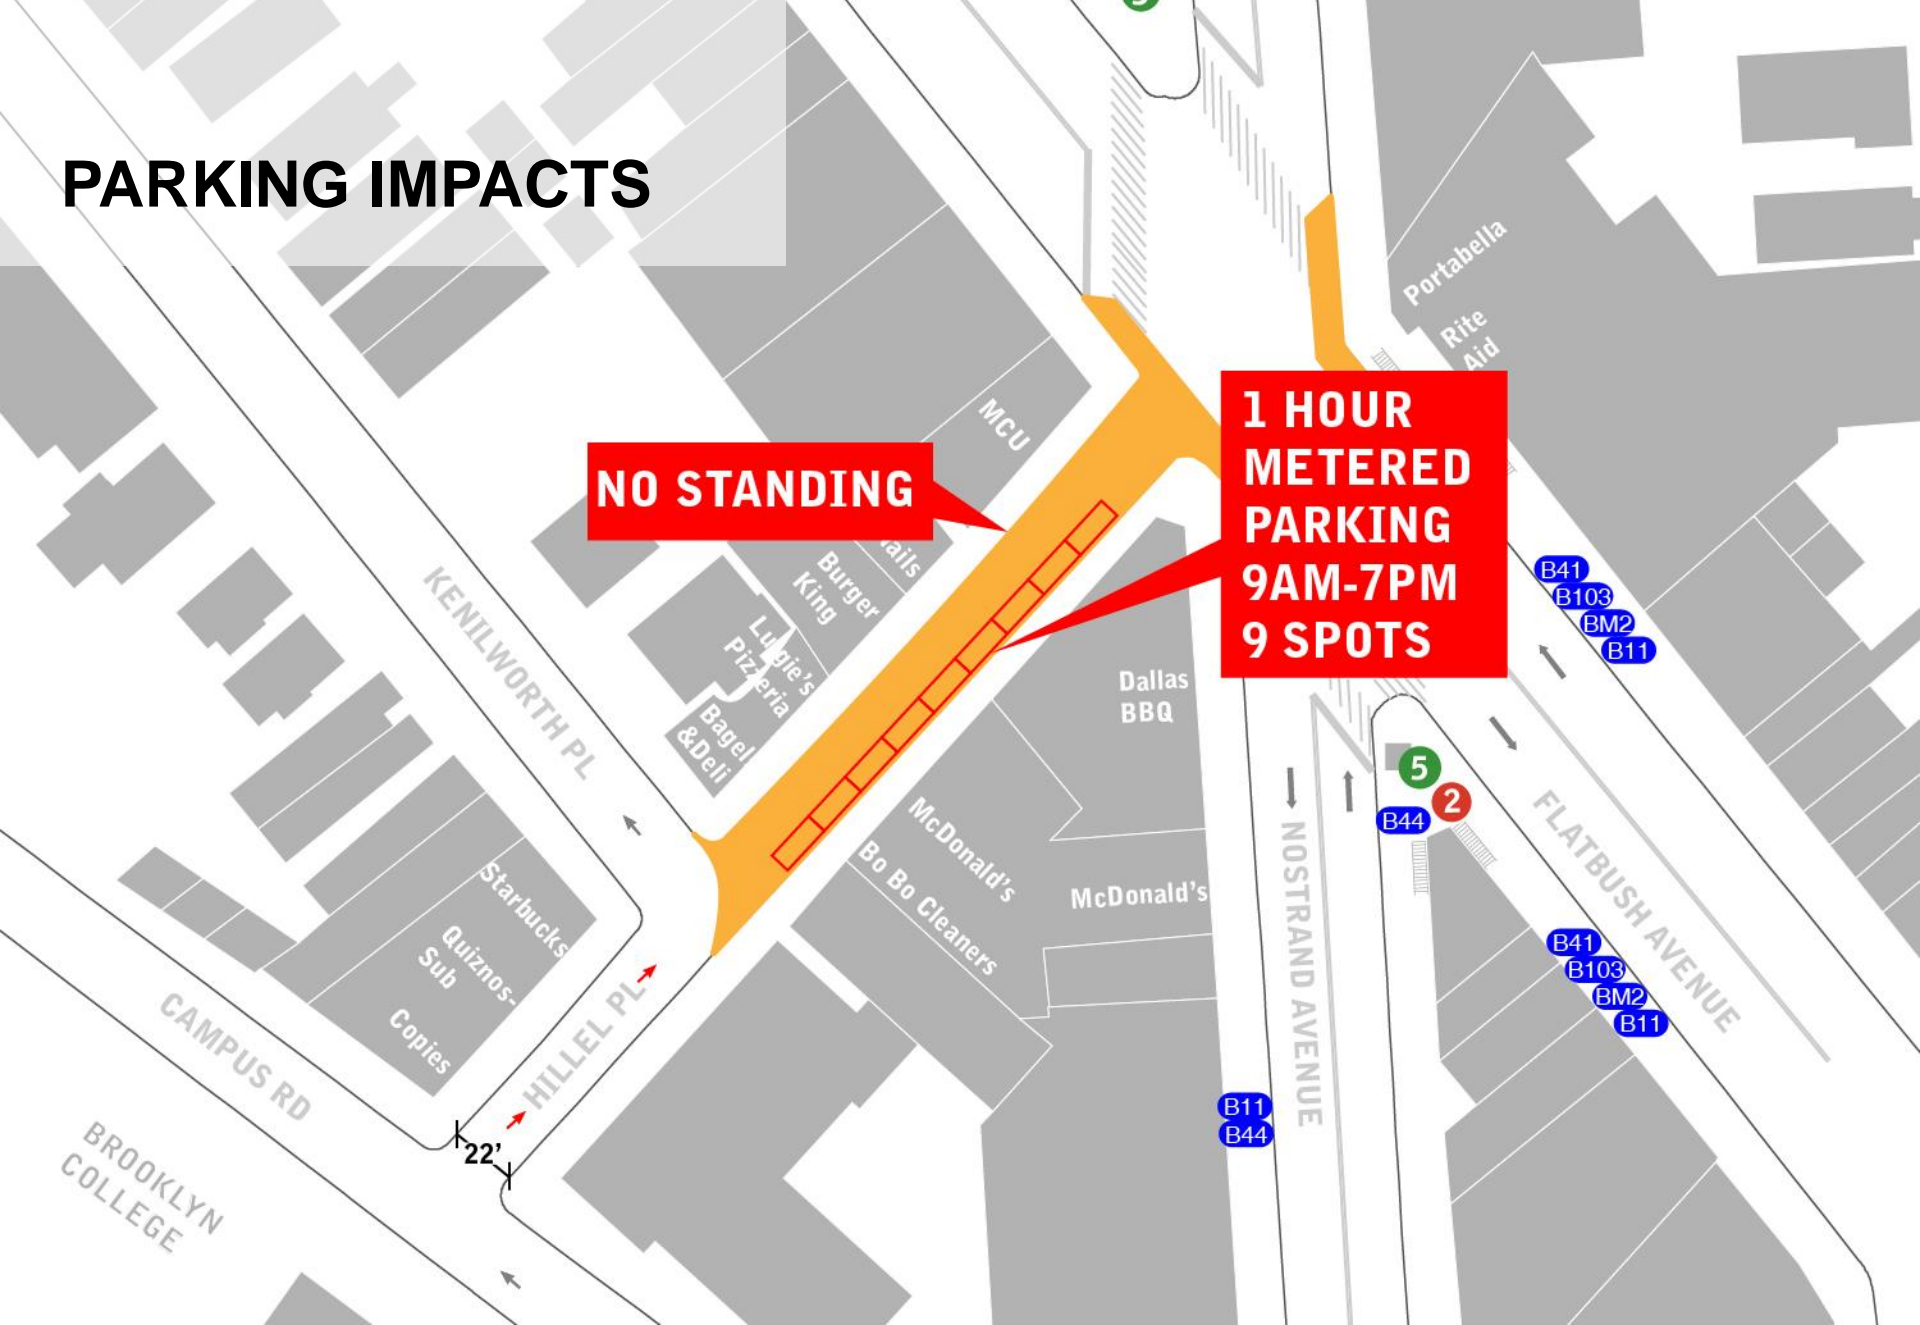 PARKING IMPACTS
Portabella
Rite
Aid
MCU
1 HOUR
METERED
PARKING
9AM-7PM
9 SPOTS
NO STANDING
Burger
King
Luigie's
Pizzeria
Bagel
&Deli
KENILWORTH PL
B41
B103
BM2
B11
Dallas
BBQ
5
2
B44
McDonald's
McDonald's
Bo Bo Cleaners
Starbucks
Quiznos-
Sub
Copies
NOSTRAND AVENUE
FLATBUSH AVENUE
B41
B103
BM2
B11
HILLEL PL
CAMPUS RD
B11
B44
22'
BROOKLYN
COLLEGE